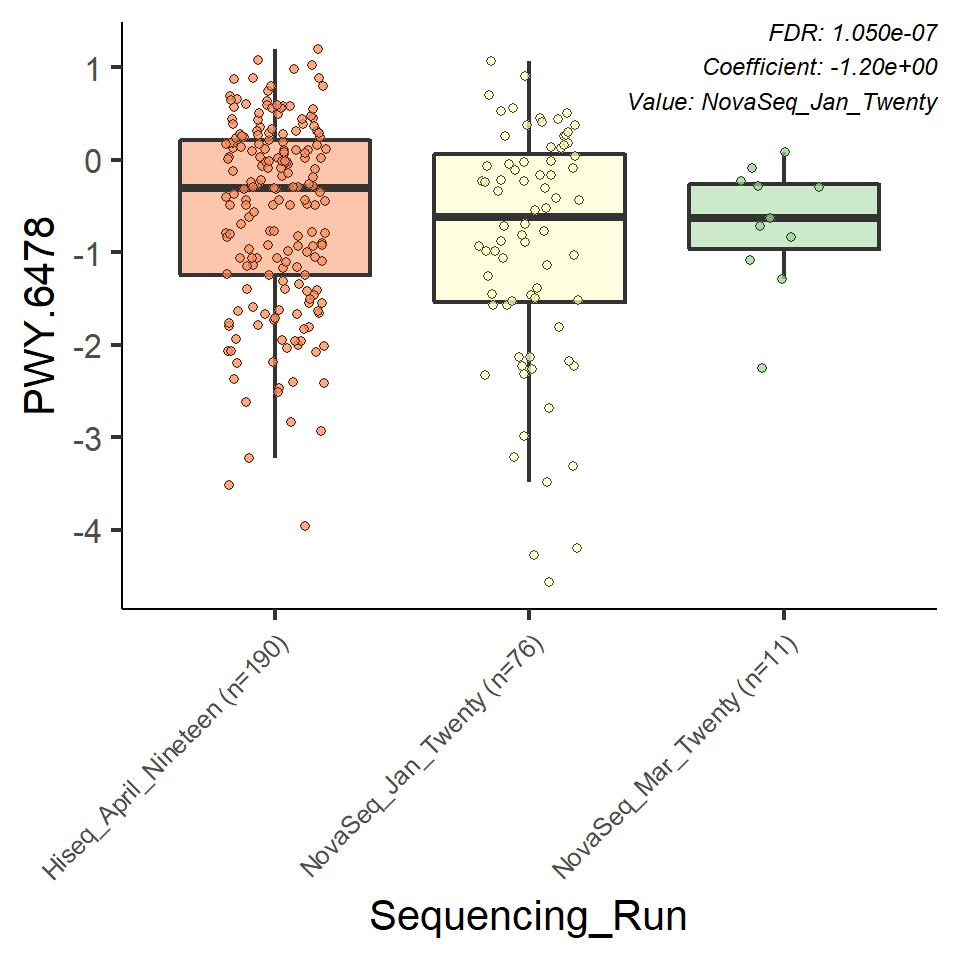 FDR: 1.050e-07
Coefficient: -1.20e+00
Value: NovaSeq_Jan_Twenty
1
0
-1
-2
-3
-4
PWY.6478
Hiseq_April_Nineteen (n=190)
NovaSeq_Jan_Twenty (n=76)
NovaSeq_Mar_Twenty (n=11)
Sequencing_Run